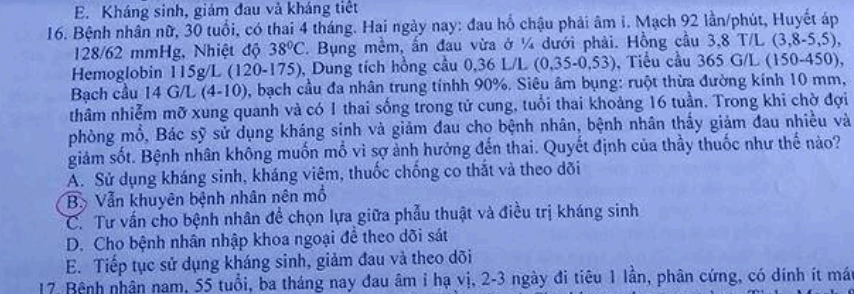 E. Kháng sinh, giảm đau và kháng tiết
16. Bệnh nhân nữ, 30 tuổi, có thai 4 tháng. Hai ngày nay: đau hố chậu phải âm ỉ. Mạch 92 lần/phút, Huyết áp
128/62 mmHg, Nhiệt độ 38⁰C. Bụng mềm, ấn đau vừa ở ¼ dưới phải. Hồng cầu 3,8 T/L (3,8-5,5),
Hemoglobin 115g/L (120-175), Dung tích hồng cầu 0,36 L/L (0,35-0,53), Tiểu cầu 365 G/L (150-450),
Bạch cầu 14 G/L (4-10), bạch cầu đa nhân trung tínhh 90%. Siêu âm bụng: ruột thừa đường kính 10 mm,
thâm nhiễm mỡ xung quanh và có 1 thai sống trong tử cung, tuổi thai khoảng 16 tuần. Trong khi chờ đợi
phòng mổ, Bác sỹ sử dụng kháng sinh và giảm đau cho bệnh nhân, bệnh nhân thấy giảm đau nhiều và
giảm sốt. Bệnh nhân không muốn mổ vì sợ ảnh hưởng đến thai. Quyết định của thầy thuốc như thế nào?
A. Sử dụng kháng sinh, kháng viêm, thuốc chống co thắt và theo dõi
B. Vẫn khuyên bệnh nhân nên mổ
C. Tư vấn cho bệnh nhân để chọn lựa giữa phẫu thuật và điều trị kháng sinh
D. Cho bệnh nhân nhập khoa ngoại để theo dõi sát
E. Tiếp tục sử dụng kháng sinh, giảm đau và theo dõi
17. Bệnh nhân nam, 55 tuổi, ba tháng nay đau âm ỉ hạ vị, 2-3 ngày đi tiêu 1 lần, phân cứng, có dính ít máu